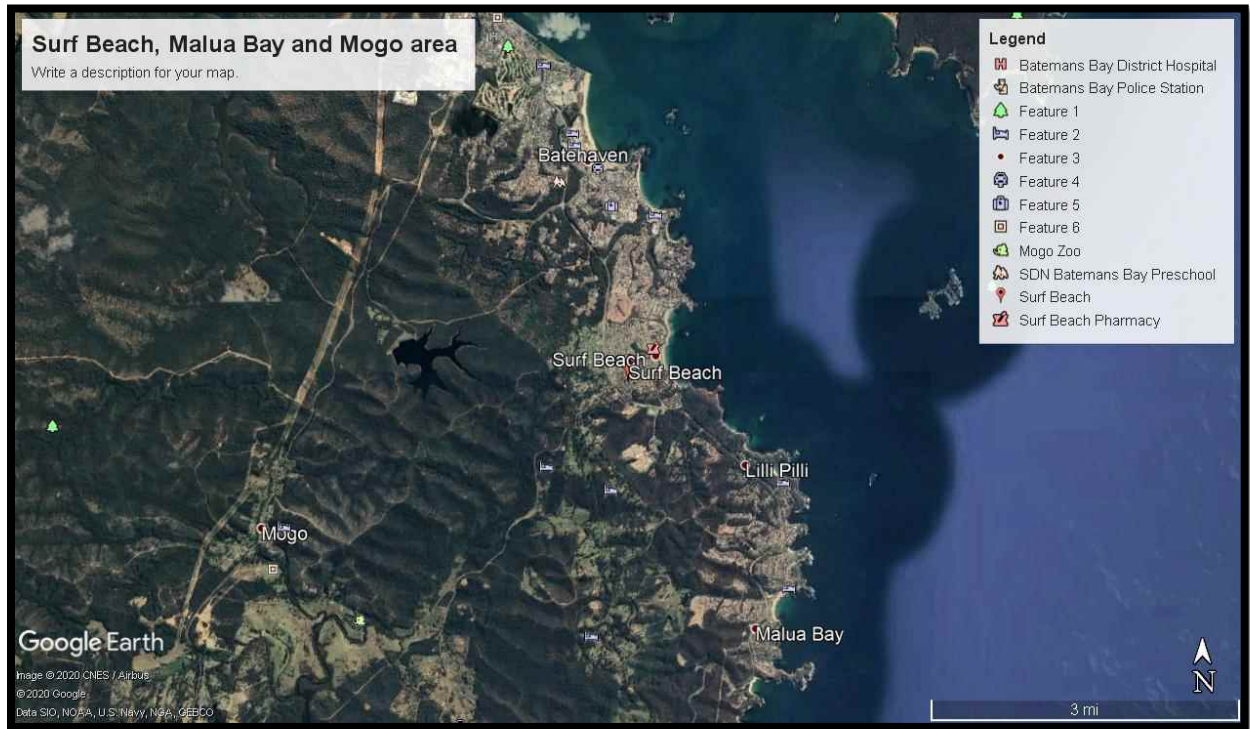 Surf Beach, Malua Bay and Mogo area
Write a description for your map.
Legend
Batemans Bay District Hospital
Batemans Bay Police Station
Feature 1
Feature 2
Feature 3
Feature 4
Feature 5
Feature 6
Mogo Zoo
SDN Batemans Bay Preschool
Surf Beach
Surf Beach Pharmacy
Batehaven
Surf Beach
Surf Beach
Lilli Pilli
Mogo
Malua Bay
Google Earth
Image © 2020 CNES / Airbus
© 2020 Google
Data SIO, NOAA, U.S. Navy, NGA, GEBCO
N
3 mi